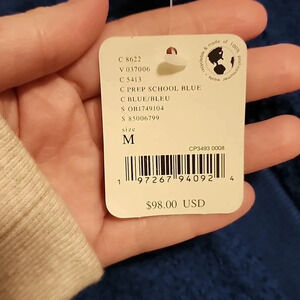 C 8622
V 037006
C 5413
C PREP SCHOOL BLUE
C BLUE/BLEU
S OB1749104
S 85006799
size
M
CP3493 0008
1 97267 94092 4
$98.00 USD